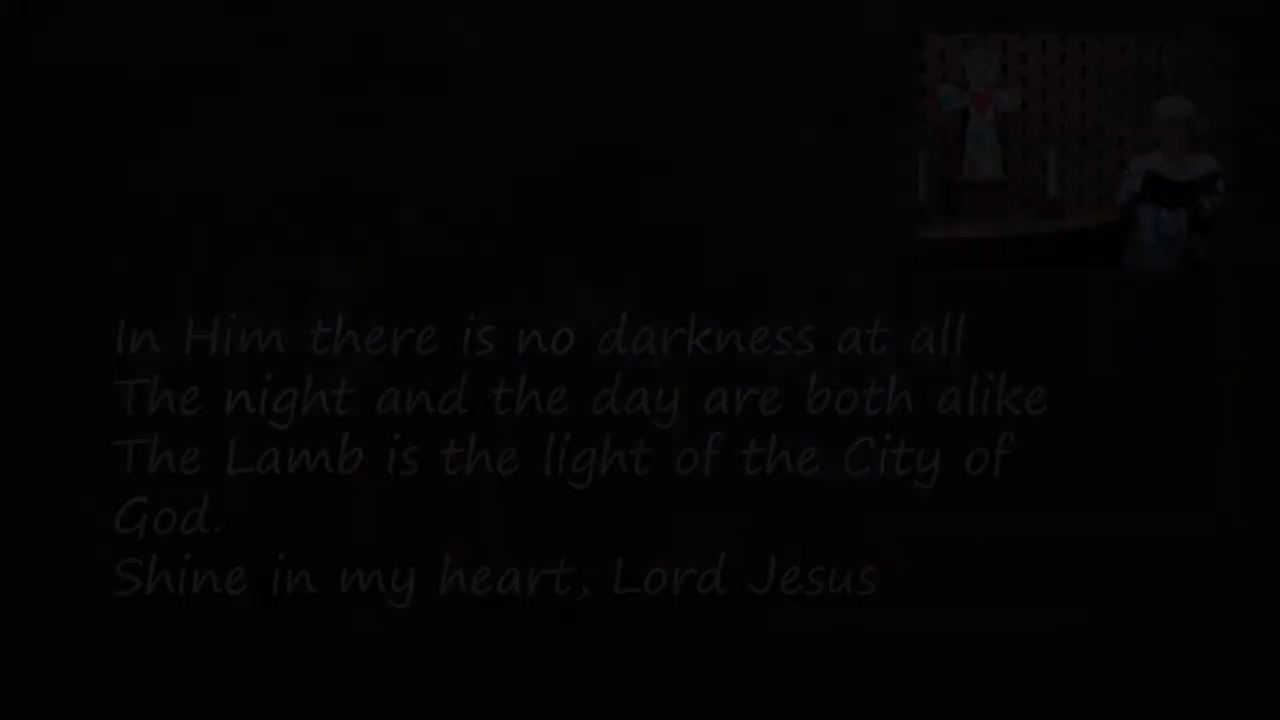 In Him there is no darkness at all
The night and the day are both alike
The Lamb is the light of the City of
God.
Shine in my heart, Lord Jesus